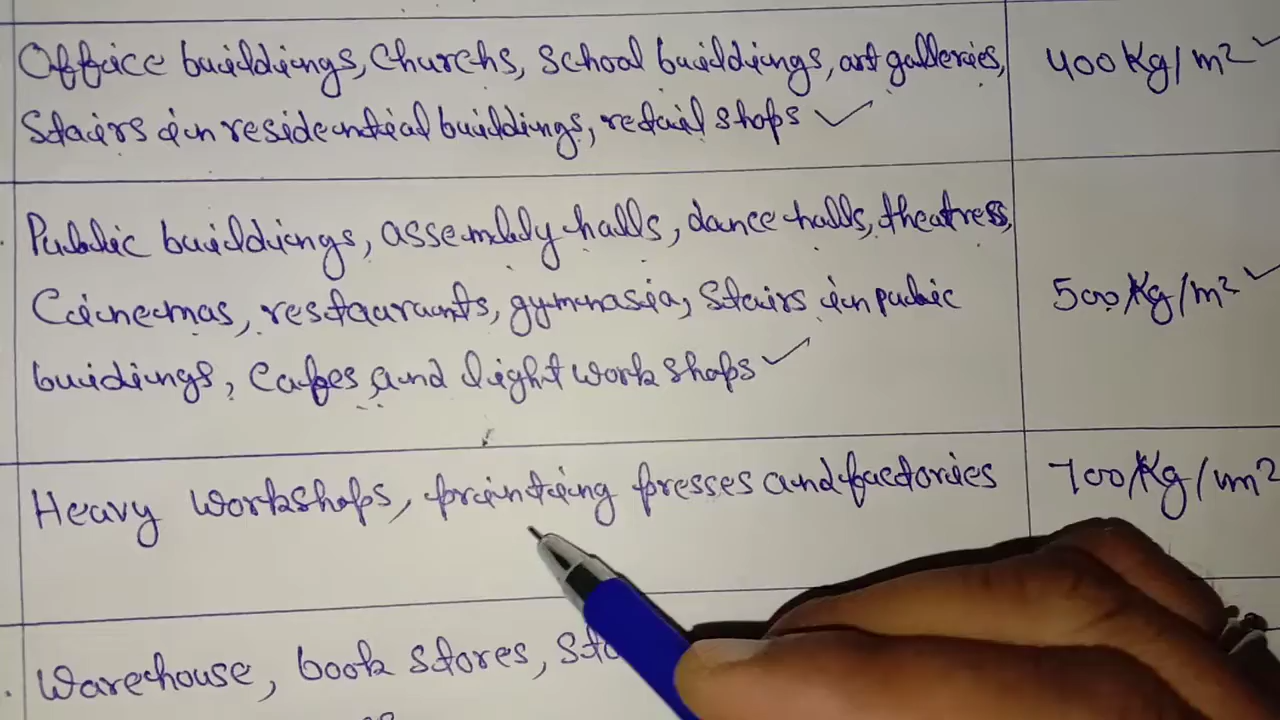 Office buildings, Churchs, School buildings, art galleries, 400 Kg/m²
Stairs in residential buildings, retail shops
Public buildings, assembly halls, dance halls, theatress,
Cinemas, restaurants, gymnasia, Stairs in public 500 Kg/m²
buidings, Cafes and light work shops
Heavy workshops, printing presses and factories 700 Kg/m²
Warehouse, book stores,